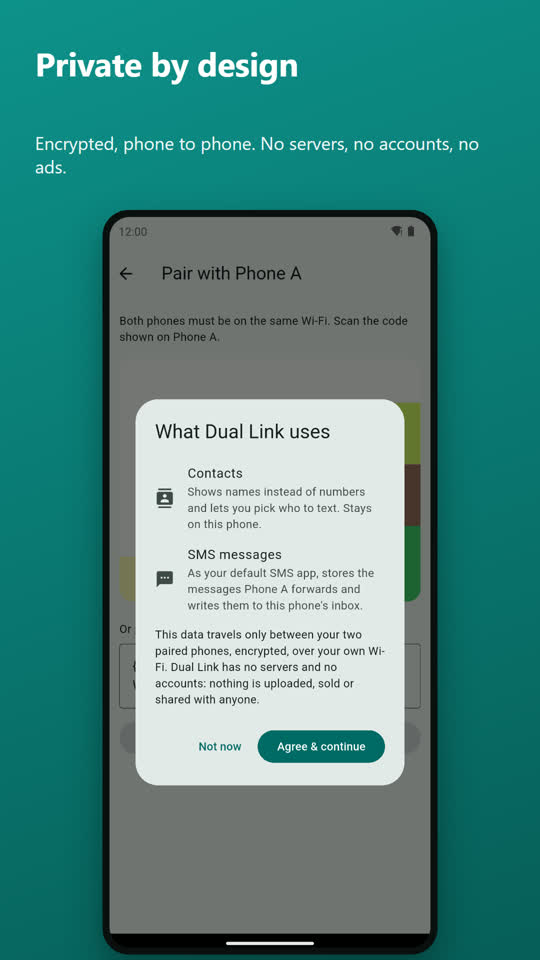 Private by design
Encrypted, phone to phone. No servers, no accounts, no
ads.
12:00
Pair with Phone A
Both phones must be on the same Wi-Fi. Scan the code
shown on Phone A.
What Dual Link uses
Contacts
Shows names instead of numbers
and lets you pick who to text. Stays
on this phone.
SMS messages
As your default SMS app, stores the
messages Phone A forwards and
writes them to this phone's inbox.
Or
This data travels only between your two
paired phones, encrypted, over your own Wi-
Fi. Dual Link has no servers and no
accounts: nothing is uploaded, sold or
shared with anyone.
Not now
Agree & continue